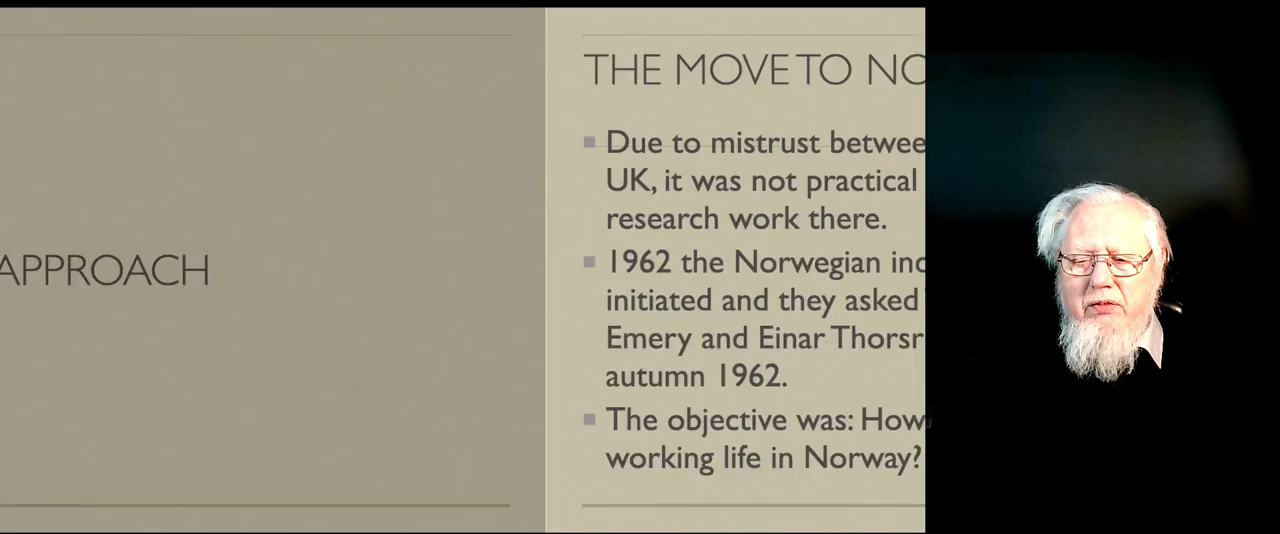 APPROACH
THE MOVE TO NO
Due to mistrust betwee
UK, it was not practical
research work there.
1962 the Norwegian ind
initiated and they asked
Emery and Einar Thorsr
autumn 1962.
The objective was: How
working life in Norway?